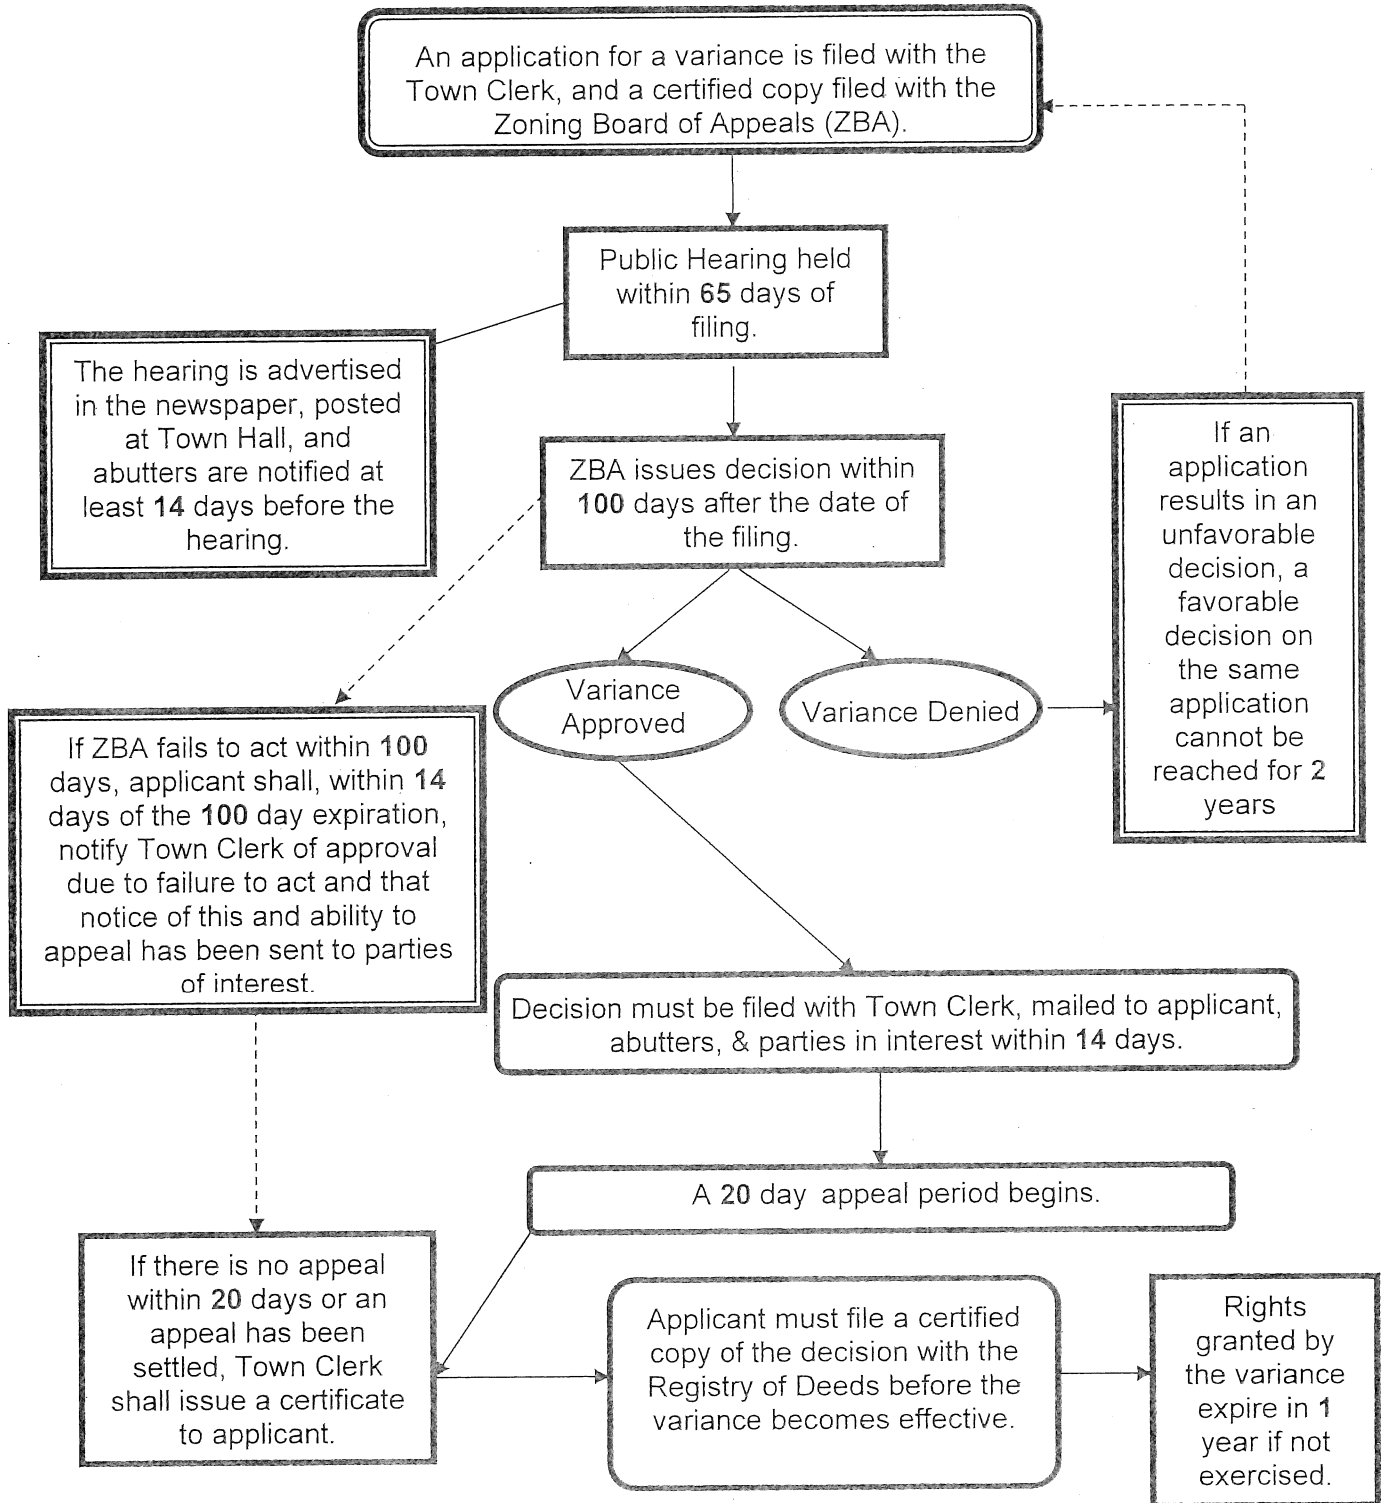 An application for a variance is filed with the
Town Clerk, and a certified copy filed with the
Zoning Board of Appeals (ZBA).
Public Hearing held
within 65 days of
filing.
The hearing is advertised
in the newspaper, posted
at Town Hall, and
abutters are notified at
least 14 days before the
hearing.
ZBA issues decision within
100 days after the date of
the filing.
If an
application
results in an
unfavorable
decision, a
favorable
decision on
the same
application
cannot be
reached for 2
years
Variance
Approved
Variance Denied
If ZBA fails to act within 100
days, applicant shall, within 14
days of the 100 day expiration,
notify Town Clerk of approval
due to failure to act and that
notice of this and ability to
appeal has been sent to parties
of interest.
Decision must be filed with Town Clerk, mailed to applicant,
abutters, & parties in interest within 14 days.
A 20 day appeal period begins.
If there is no appeal
within 20 days or an
appeal has been
settled, Town Clerk
shall issue a certificate
to applicant.
Applicant must file a certified
copy of the decision with the
Registry of Deeds before the
variance becomes effective.
Rights
granted by
the variance
expire in 1
year if not
exercised.